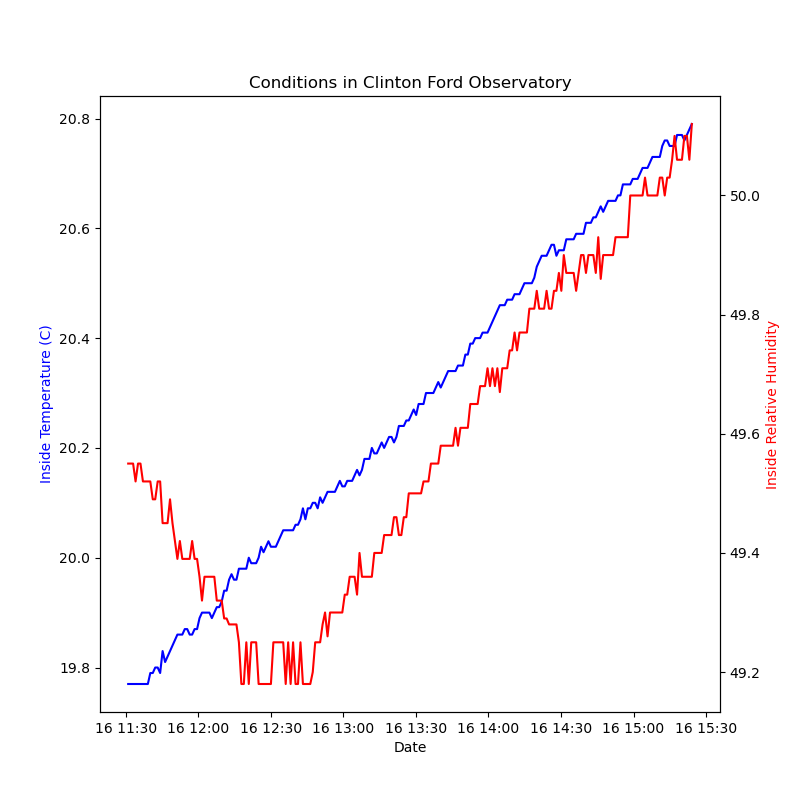 Conditions in Clinton Ford Observatory
20.8
20.6
20.4
20.2
20.0
19.8
Inside Temperature (C)
50.0
49.8
49.6
49.4
49.2
Inside Relative Humidity
16 11:30 16 12:00 16 12:30 16 13:00 16 13:30 16 14:00 16 14:30 16 15:00 16 15:30
Date